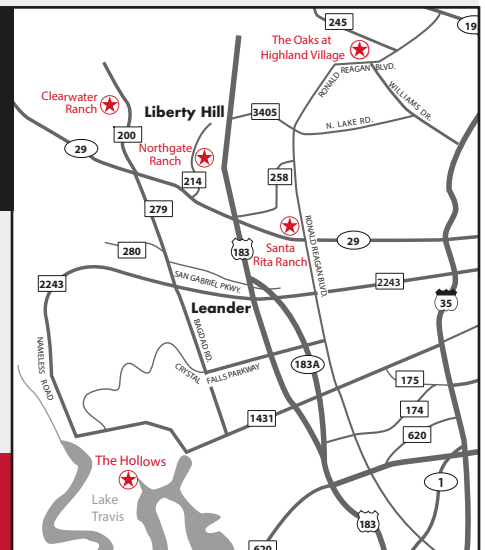 245
19
The Oaks at
Highland Village
RONALD REAGAN BLVD.
WILLIAMS DR.
Clearwater
Ranch
Liberty Hill
3405
N. LAKE RD.
200
29
Northgate
Ranch
214
258
279
RONALD REAGAN BLVD.
183
Santa
Rita Ranch
29
280
SAN GABRIEL PKWY.
2243
2243
35
Leander
NAMELESS ROAD
BAGDAD RD.
CRYSTAL FALLS PARKWAY
183A
175
174
1431
620
The Hollows
1
Lake
Travis
183
620